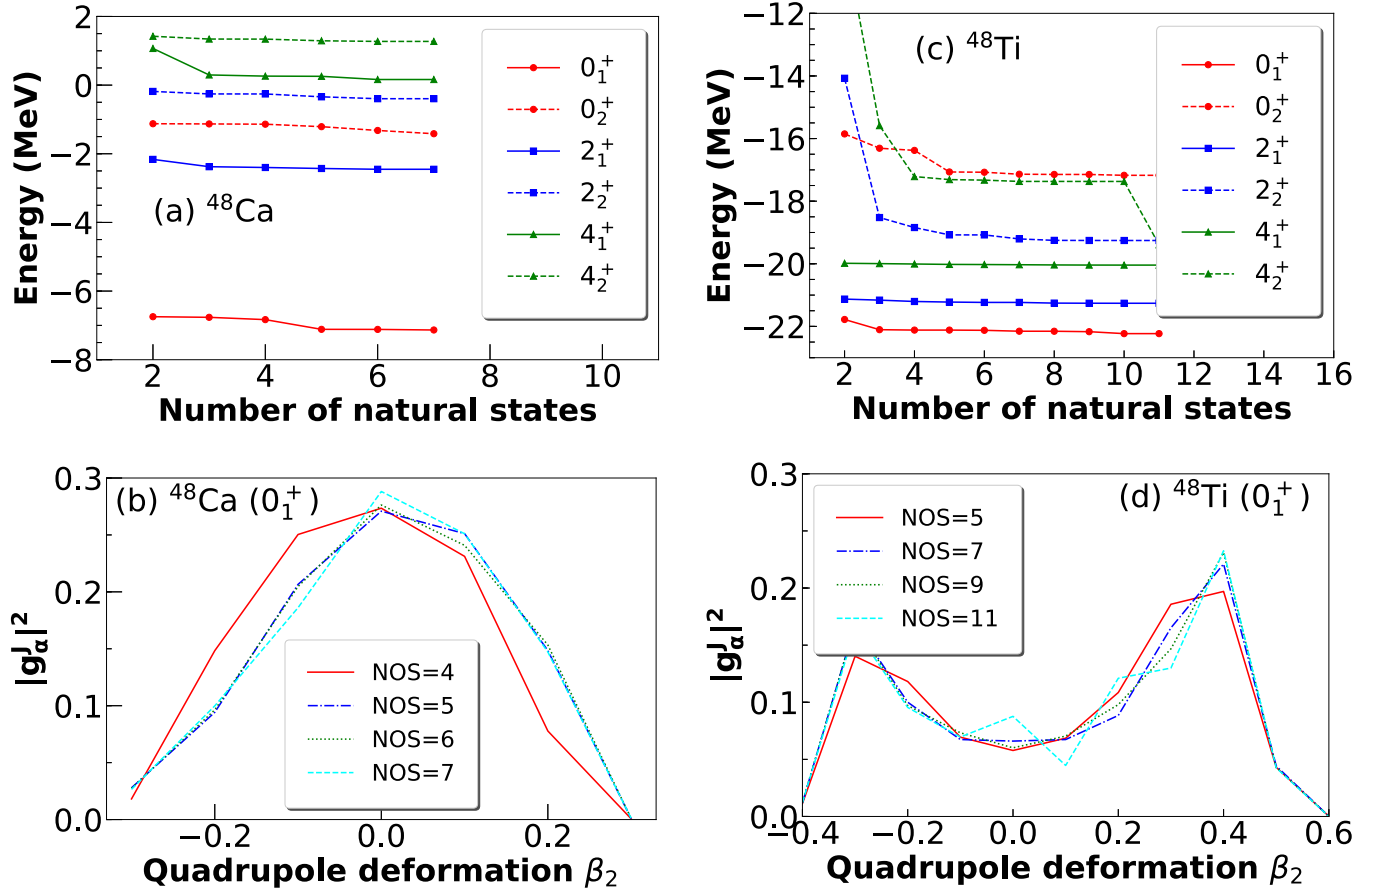 2
0
−2
−4
−6
−8
Energy (MeV)
(a) ⁴⁸Ca
0₁⁺
0₂⁺
2₁⁺
2₂⁺
4₁⁺
4₂⁺
2 4 6 8 10
Number of natural states
−12
−14
−16
−18
−20
−22
Energy (MeV)
(c) ⁴⁸Ti
0₁⁺
0₂⁺
2₁⁺
2₂⁺
4₁⁺
4₂⁺
2 4 6 8 10 12 14 16
Number of natural states
0.3
0.2
0.1
0.0
|g_α^J|²
(b) ⁴⁸Ca (0₁⁺)
NOS=4
NOS=5
NOS=6
NOS=7
−0.2 0.0 0.2
Quadrupole deformation β₂
0.3
0.2
0.1
0.0
|g_α^J|²
(d) ⁴⁸Ti (0₁⁺)
NOS=5
NOS=7
NOS=9
NOS=11
−0.4 −0.2 0.0 0.2 0.4 0.6
Quadrupole deformation β₂